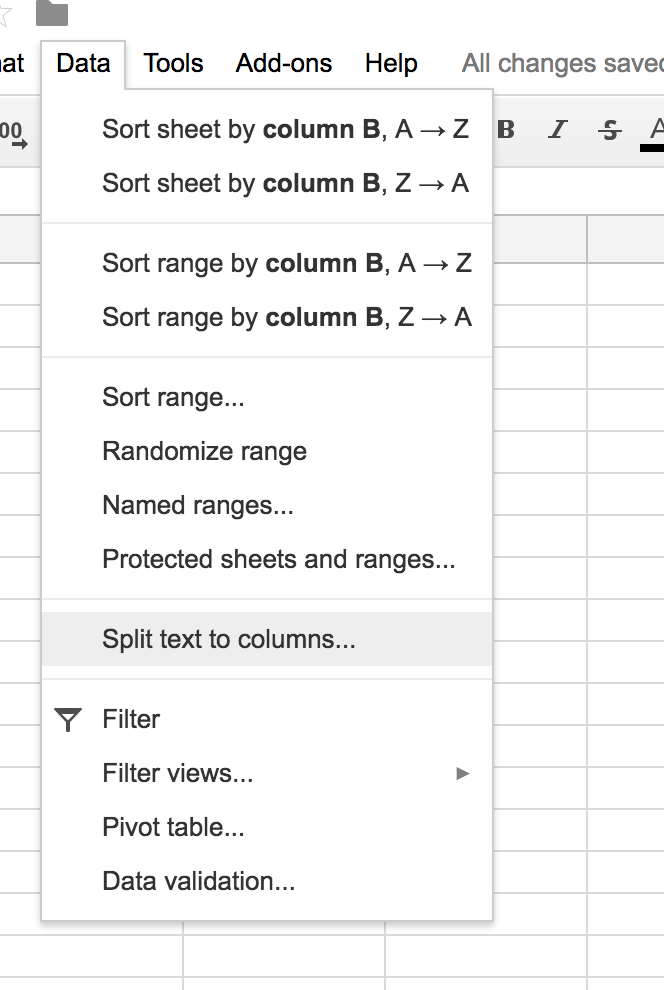 at Data Tools Add-ons Help All changes saved
00 B I S A
Sort sheet by column B, A → Z
Sort sheet by column B, Z → A
Sort range by column B, A → Z
Sort range by column B, Z → A
Sort range...
Randomize range
Named ranges...
Protected sheets and ranges...
Split text to columns...
Filter
Filter views...
Pivot table...
Data validation...